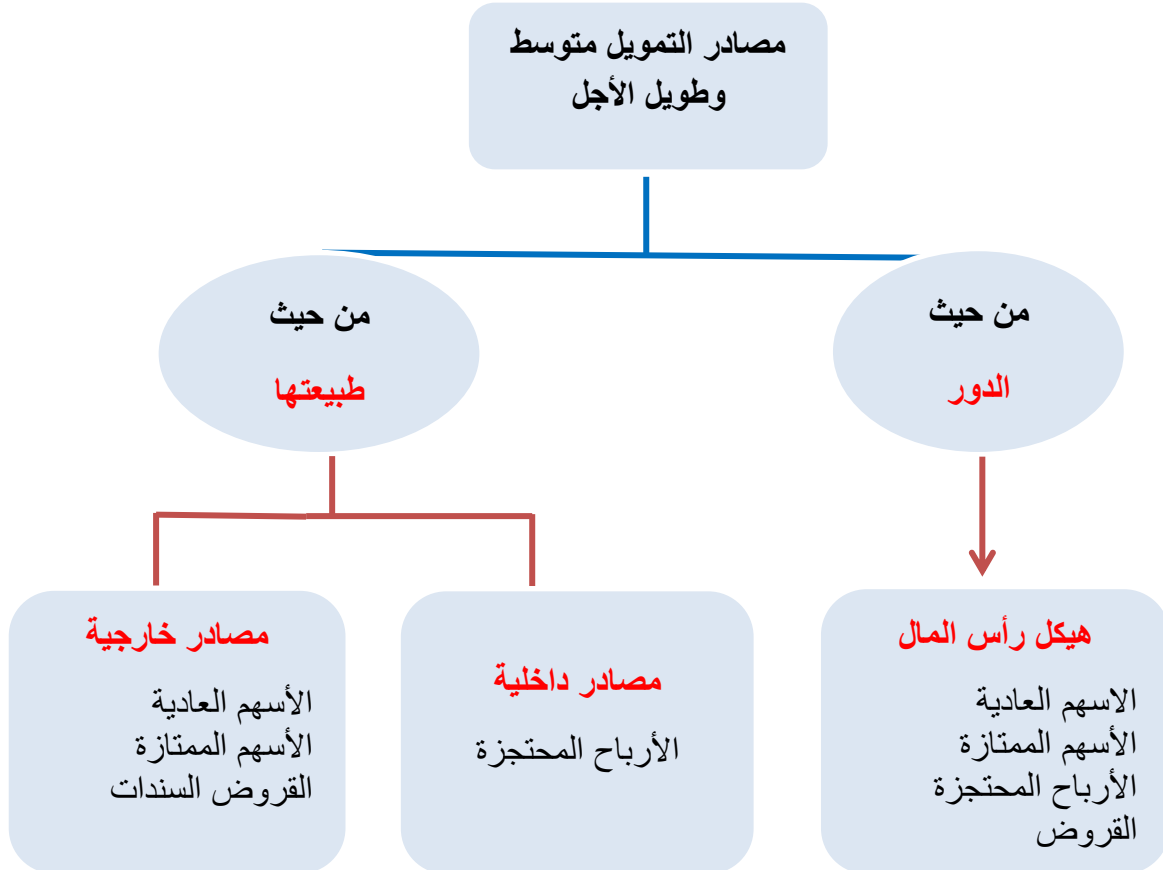 مصادر التمويل متوسط
وطويل الأجل
من حيث
الدور
من حيث
طبيعتها
هيكل رأس المال
الاسهم العادية
الأسهم الممتازة
الأرباح المحتجزة
القروض
مصادر داخلية
الأرباح المحتجزة
مصادر خارجية
الأسهم العادية
الأسهم الممتازة
القروض السندات